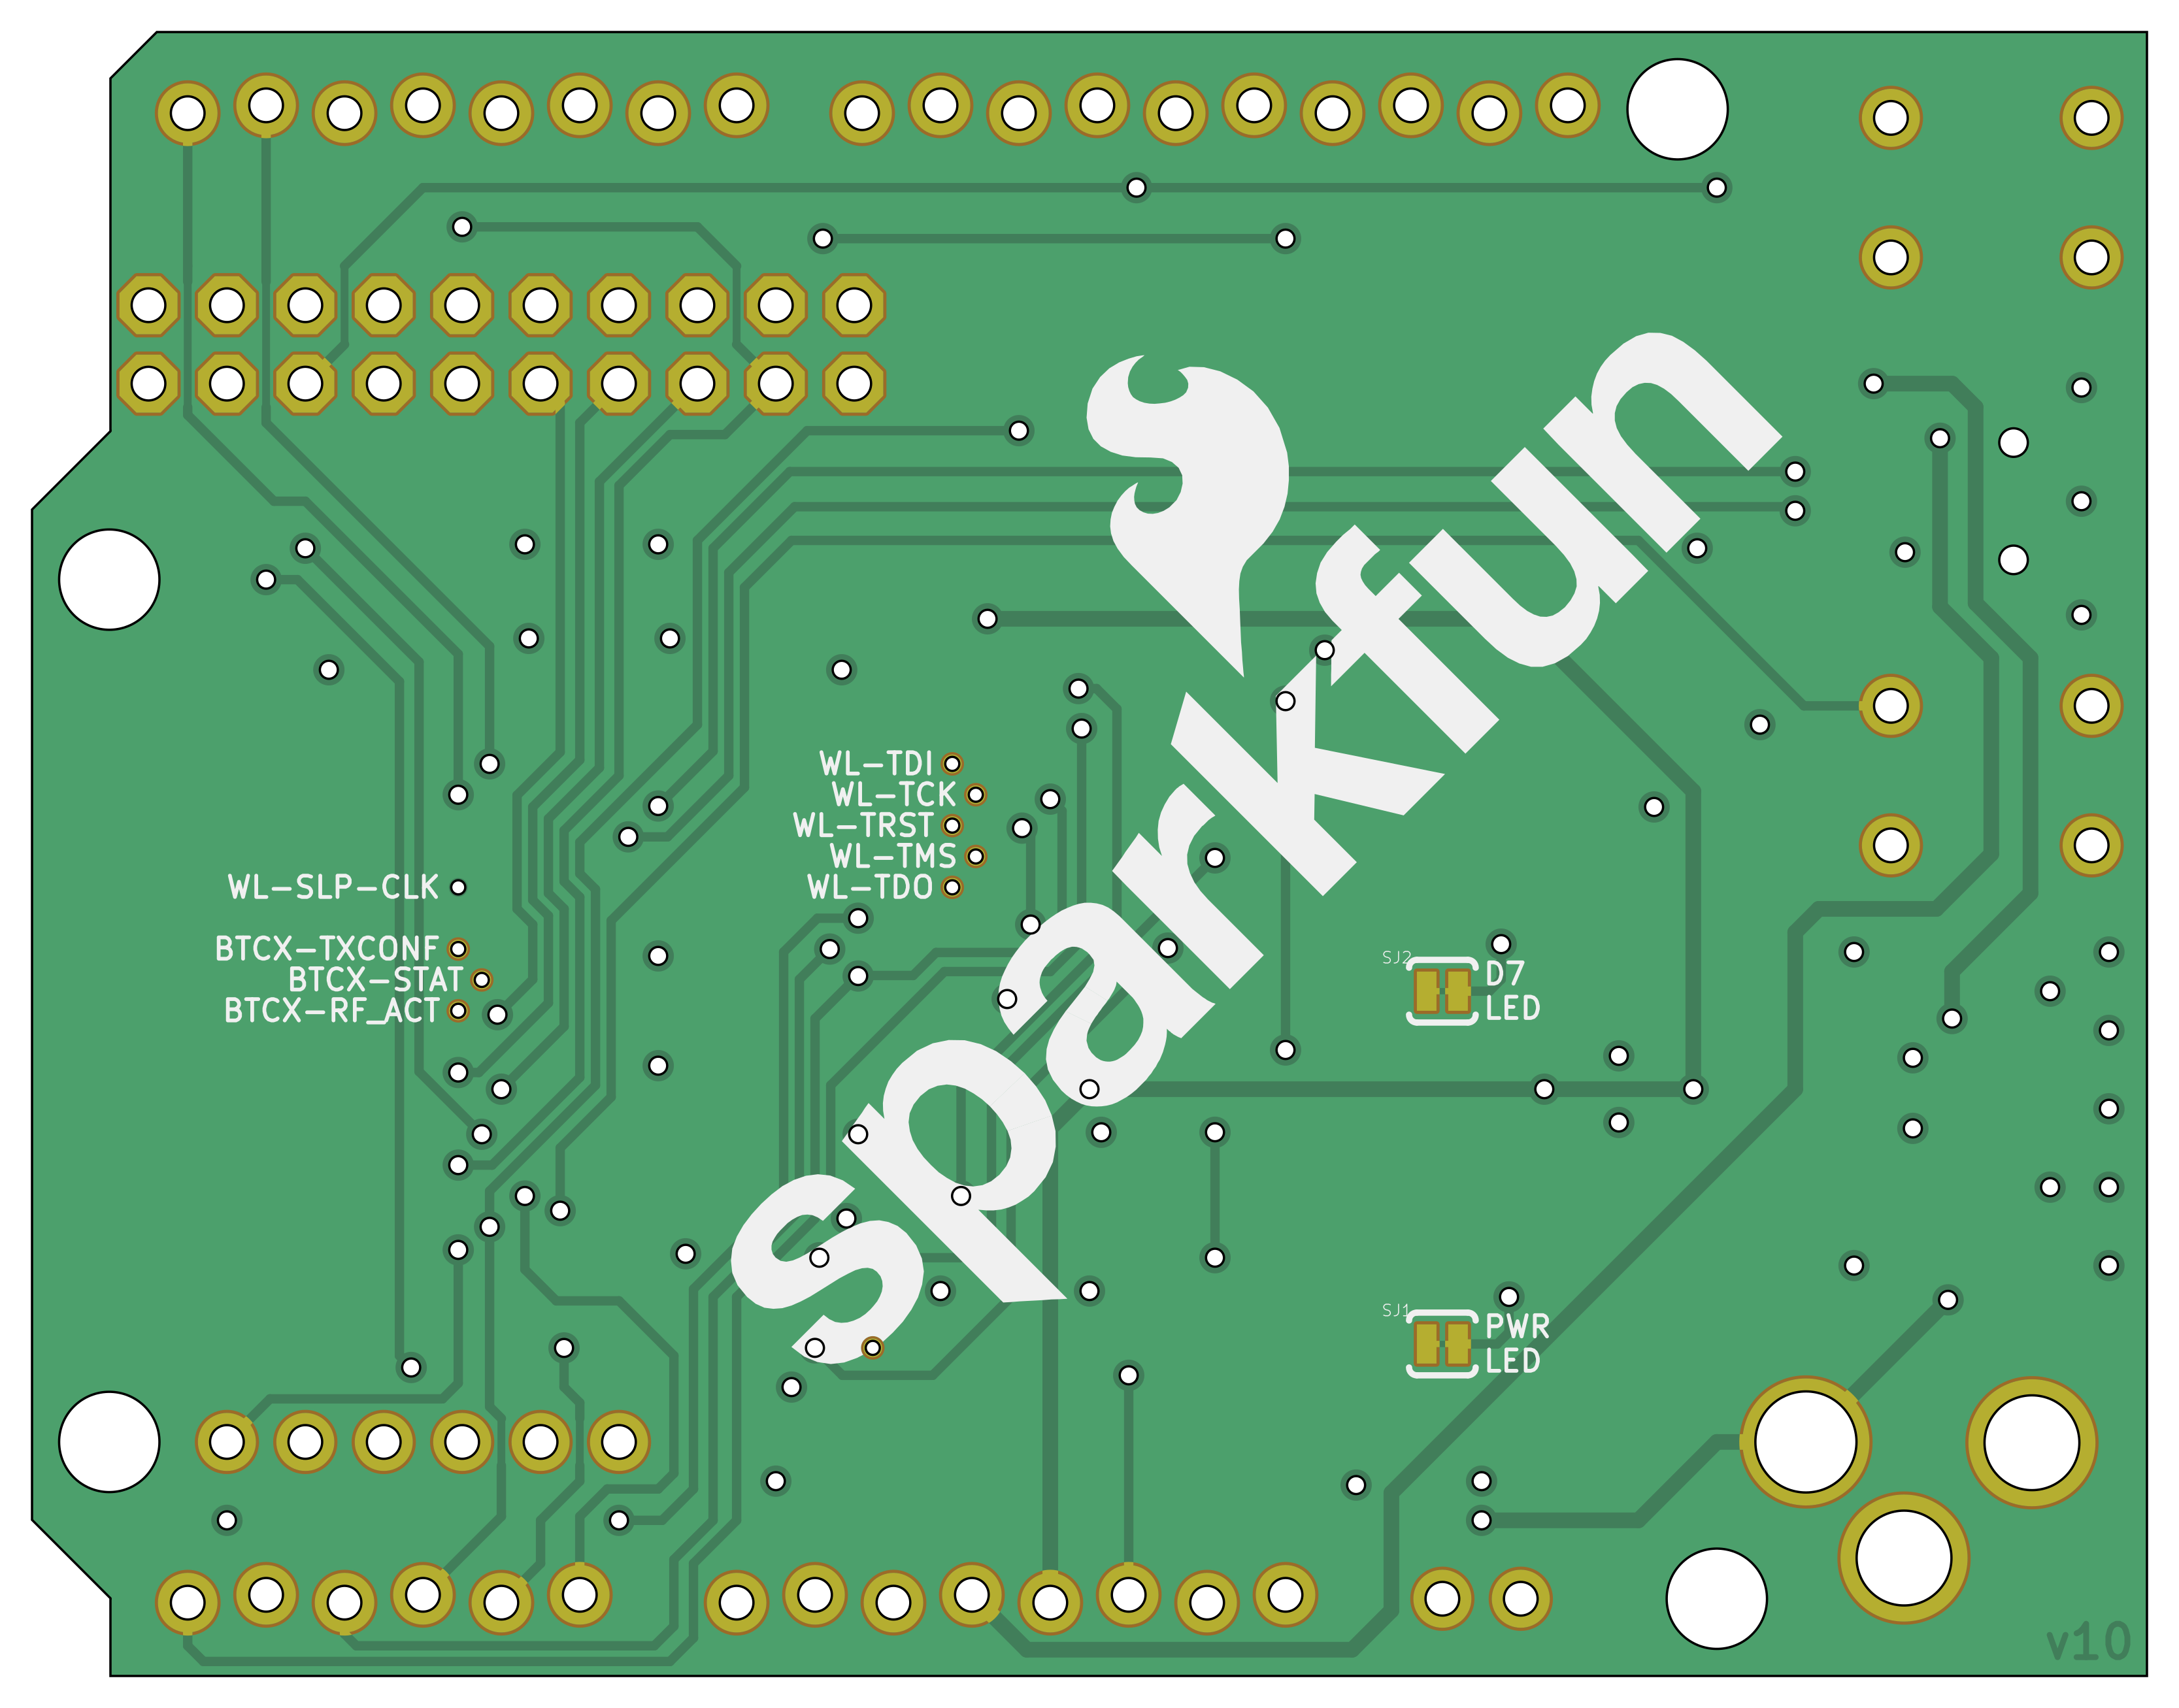 sparkfun
WL-TDI
WL-TCK
WL-TRST
WL-TMS
WL-TDO
WL-SLP-CLK
BTCX-TXCONF
BTCX-STAT
BTCX-RF_ACT
SJ2
D7
LED
SJ1
PWR
LED
v10